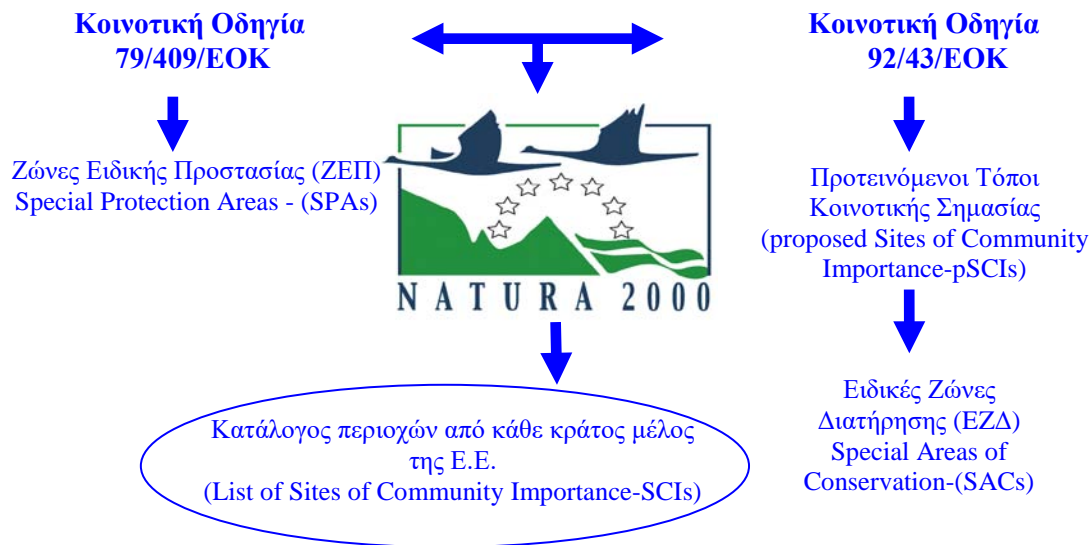 Κοινοτική Οδηγία
79/409/ΕΟΚ
Ζώνες Ειδικής Προστασίας (ΖΕΠ)
Special Protection Areas - (SPAs)
Κοινοτική Οδηγία
92/43/ΕΟΚ
Προτεινόμενοι Τόποι
Κοινοτικής Σημασίας
(proposed Sites of Community
Importance-pSCIs)
Ειδικές Ζώνες
Διατήρησης (ΕΖΔ)
Special Areas of
Conservation-(SACs)
NATURA 2000
Κατάλογος περιοχών από κάθε κράτος μέλος
της Ε.Ε.
(List of Sites of Community Importance-SCIs)